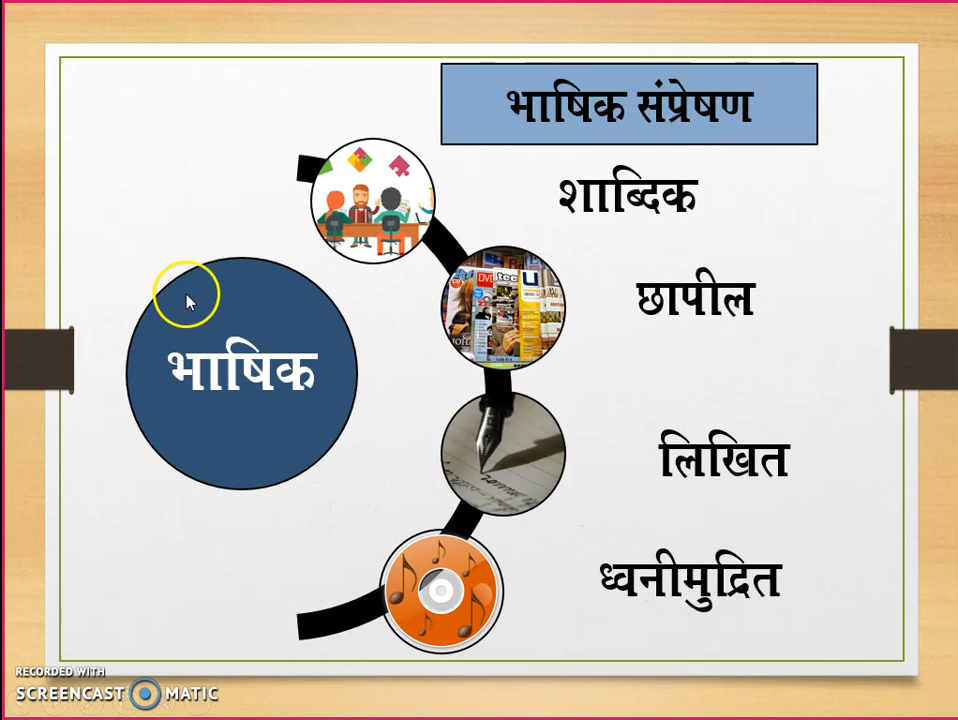 भाषिक संप्रेषण
शाब्दिक
छापील
भाषिक
लिखित
ध्वनीमुद्रित
RECORDED WITH
SCREENCAST MATIC